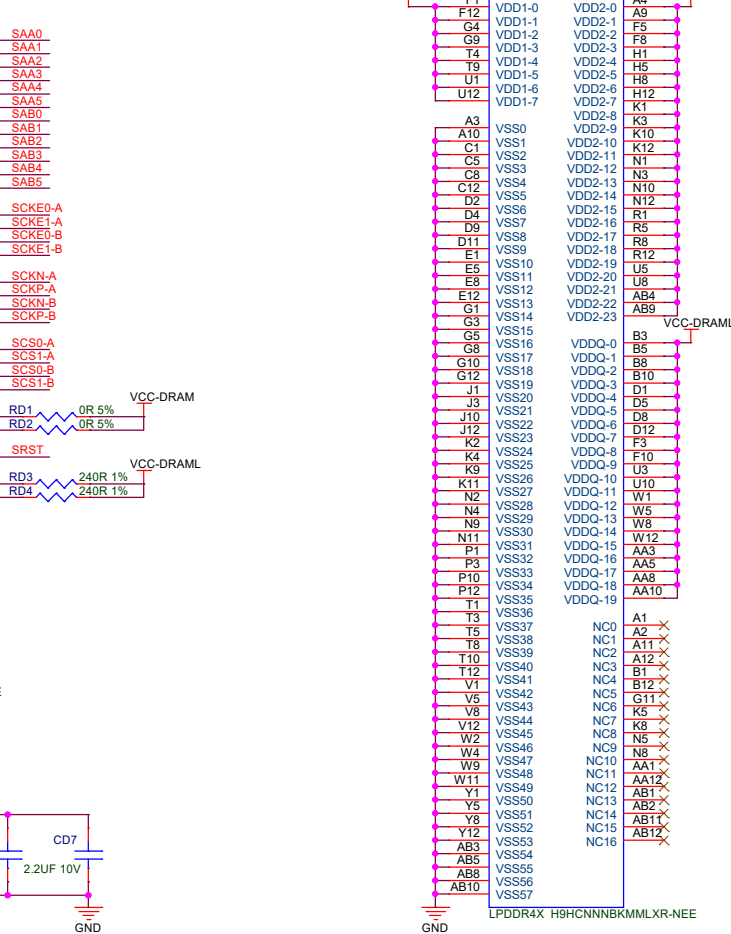 SAA0
SAA1
SAA2
SAA3
SAA4
SAA5
SAB0
SAB1
SAB2
SAB3
SAB4
SAB5
SCKE0-A
SCKE1-A
SCKE0-B
SCKE1-B
SCKN-A
SCKP-A
SCKN-B
SCKP-B
SCS0-A
SCS1-A
SCS0-B
SCS1-B
VCC-DRAM
RD1 0R 5%
RD2 0R 5%
SRST
VCC-DRAML
RD3 240R 1%
RD4 240R 1%
CD7
2.2UF 10V
GND
VDD1-0 VDD2-0
F12 VDD1-1 VDD2-1 A9
G4 VDD1-2 VDD2-2 F5
G9 VDD1-3 VDD2-3 F8
T4 VDD1-4 VDD2-4 H1
T9 VDD1-5 VDD2-5 H5
U1 VDD1-6 VDD2-6 H8
U12 VDD1-7 VDD2-7 H12
VDD2-8 K1
A3 VSS0 VDD2-9 K3
A10 VSS1 VDD2-10 K10
C1 VSS2 VDD2-11 K12
C5 VSS3 VDD2-12 N1
C8 VSS4 VDD2-13 N3
C12 VSS5 VDD2-14 N10
D2 VSS6 VDD2-15 N12
D4 VSS7 VDD2-16 R1
D9 VSS8 VDD2-17 R5
D11 VSS9 VDD2-18 R8
E1 VSS10 VDD2-19 R12
E5 VSS11 VDD2-20 U5
E8 VSS12 VDD2-21 U8
E12 VSS13 VDD2-22 AB4
G1 VSS14 VDD2-23 AB9
VCC-DRAML
G3 VSS15
G5 VSS16 VDDQ-0 B3
G8 VSS17 VDDQ-1 B5
G10 VSS18 VDDQ-2 B8
G12 VSS19 VDDQ-3 B10
J1 VSS20 VDDQ-4 D1
J3 VSS21 VDDQ-5 D5
J10 VSS22 VDDQ-6 D8
J12 VSS23 VDDQ-7 D12
K2 VSS24 VDDQ-8 F3
K4 VSS25 VDDQ-9 F10
K9 VSS26 VDDQ-10 U3
K11 VSS27 VDDQ-11 U10
N2 VSS28 VDDQ-12 W1
N4 VSS29 VDDQ-13 W5
N9 VSS30 VDDQ-14 W8
N11 VSS31 VDDQ-15 W12
P1 VSS32 VDDQ-16 AA3
P3 VSS33 VDDQ-17 AA5
P10 VSS34 VDDQ-18 AA8
P12 VSS35 VDDQ-19 AA10
T1 VSS36
T3 VSS37 NC0 A1
T5 VSS38 NC1 A2
T8 VSS39 NC2 A11
T10 VSS40 NC3 A12
T12 VSS41 NC4 B1
V1 VSS42 NC5 B12
V5 VSS43 NC6 G11
V8 VSS44 NC7 K5
V12 VSS45 NC8 K8
W2 VSS46 NC9 N5
W4 VSS47 NC10 N8
W9 VSS48 NC11 AA1
W11 VSS49 NC12 AA12
Y1 VSS50 NC13 AB1
Y5 VSS51 NC14 AB2
Y8 VSS52 NC15 AB11
Y12 VSS53 NC16 AB12
AB3 VSS54
AB5 VSS55
AB8 VSS56
AB10 VSS57
LPDDR4X H9HCNNNBKMMLXR-NEE
GND